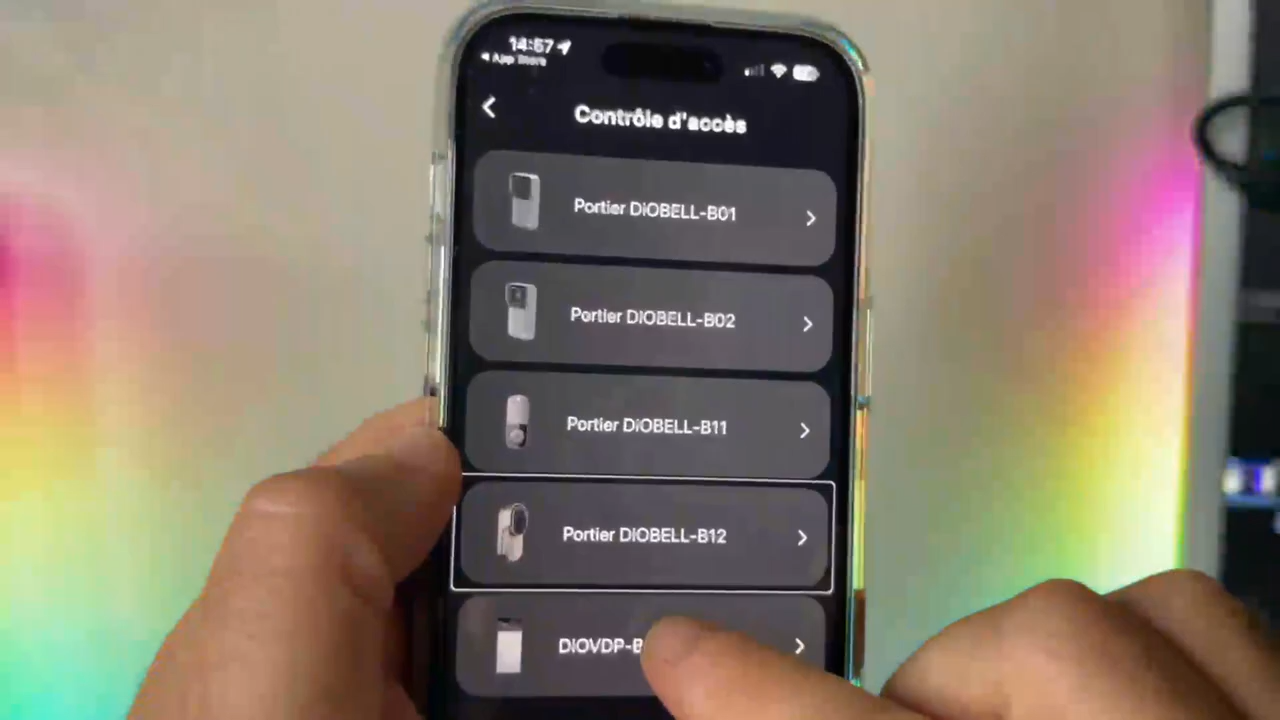 14:57
App Store
Contrôle d'accès
Portier DiOBELL-B01
Portier DIOBELL-B02
Portier DiOBELL-B11
Portier DIOBELL-B12
DiOVDP-B